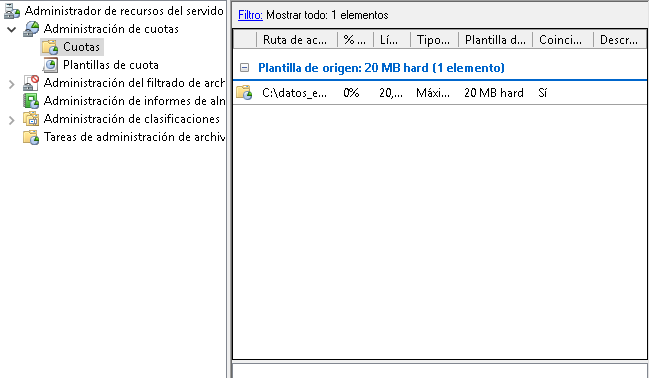 Administrador de recursos del servido
Administración de cuotas
Cuotas
Plantillas de cuota
Administración del filtrado de arch
Administración de informes de alm
Administración de clasificaciones
Tareas de administración de archiv
Filtro: Mostrar todo: 1 elementos
Ruta de ac... % ... Lí... Tipo... Plantilla d... Coinci... Descr...
Plantilla de origen: 20 MB hard (1 elemento)
C:\datos_e... 0% 20,... Máxi... 20 MB hard Sí